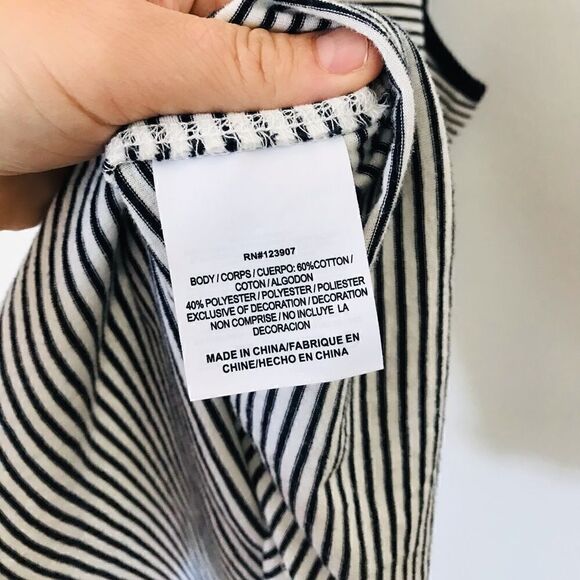 RN#123907
BODY / CORPS / CUERPO: 60%COTTON /
COTON / ALGODON
40% POLYESTER / POLYESTER / POLIESTER
EXCLUSIVE OF DECORATION / DECORATION
NON COMPRISE / NO INCLUYE LA
DECORACION
MADE IN CHINA/FABRIQUE EN
CHINE/HECHO EN CHINA